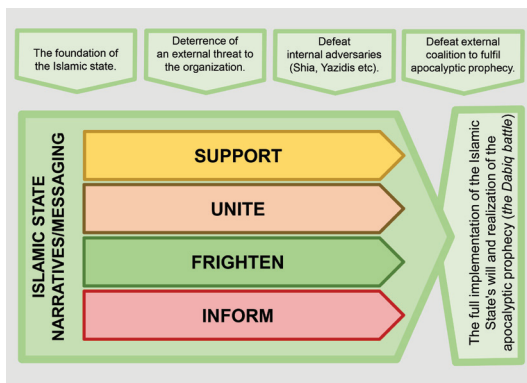 The foundation of
the Islamic state.
Deterrence of
an external threat to
the organization.
Defeat
internal adversaries
(Shia, Yazidis etc).
Defeat external
coalition to fulfil
apocalyptic prophecy.
ISLAMIC STATE
NARRATIVES/MESSAGING
SUPPORT
UNITE
FRIGHTEN
INFORM
The full implementation of the Islamic
State's will and realization of the
apocalyptic prophecy (the Dabiq battle)